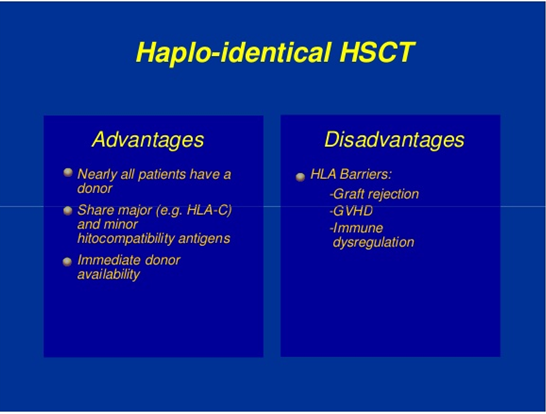 Haplo-identical HSCT
Advantages
Nearly all patients have a
donor
Share major (e.g. HLA-C)
and minor
hitocompatibility antigens
Immediate donor
availability
Disadvantages
HLA Barriers:
-Graft rejection
-GVHD
-Immune
dysregulation